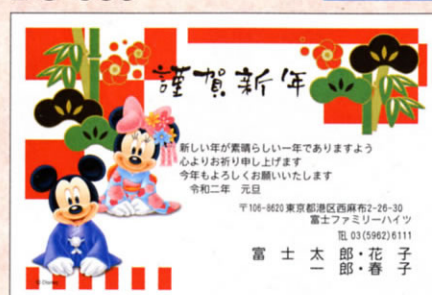 謹賀新年
新しい年が素晴らしい一年でありますよう
心よりお祈り申し上げます
今年もよろしくお願いいたします
令和二年 元旦
〒106-8620 東京都港区西麻布2-26-30
富士ファミリーハイツ
℡ 03(5962)6111
富士太郎・花子
一郎・春子
© Disney